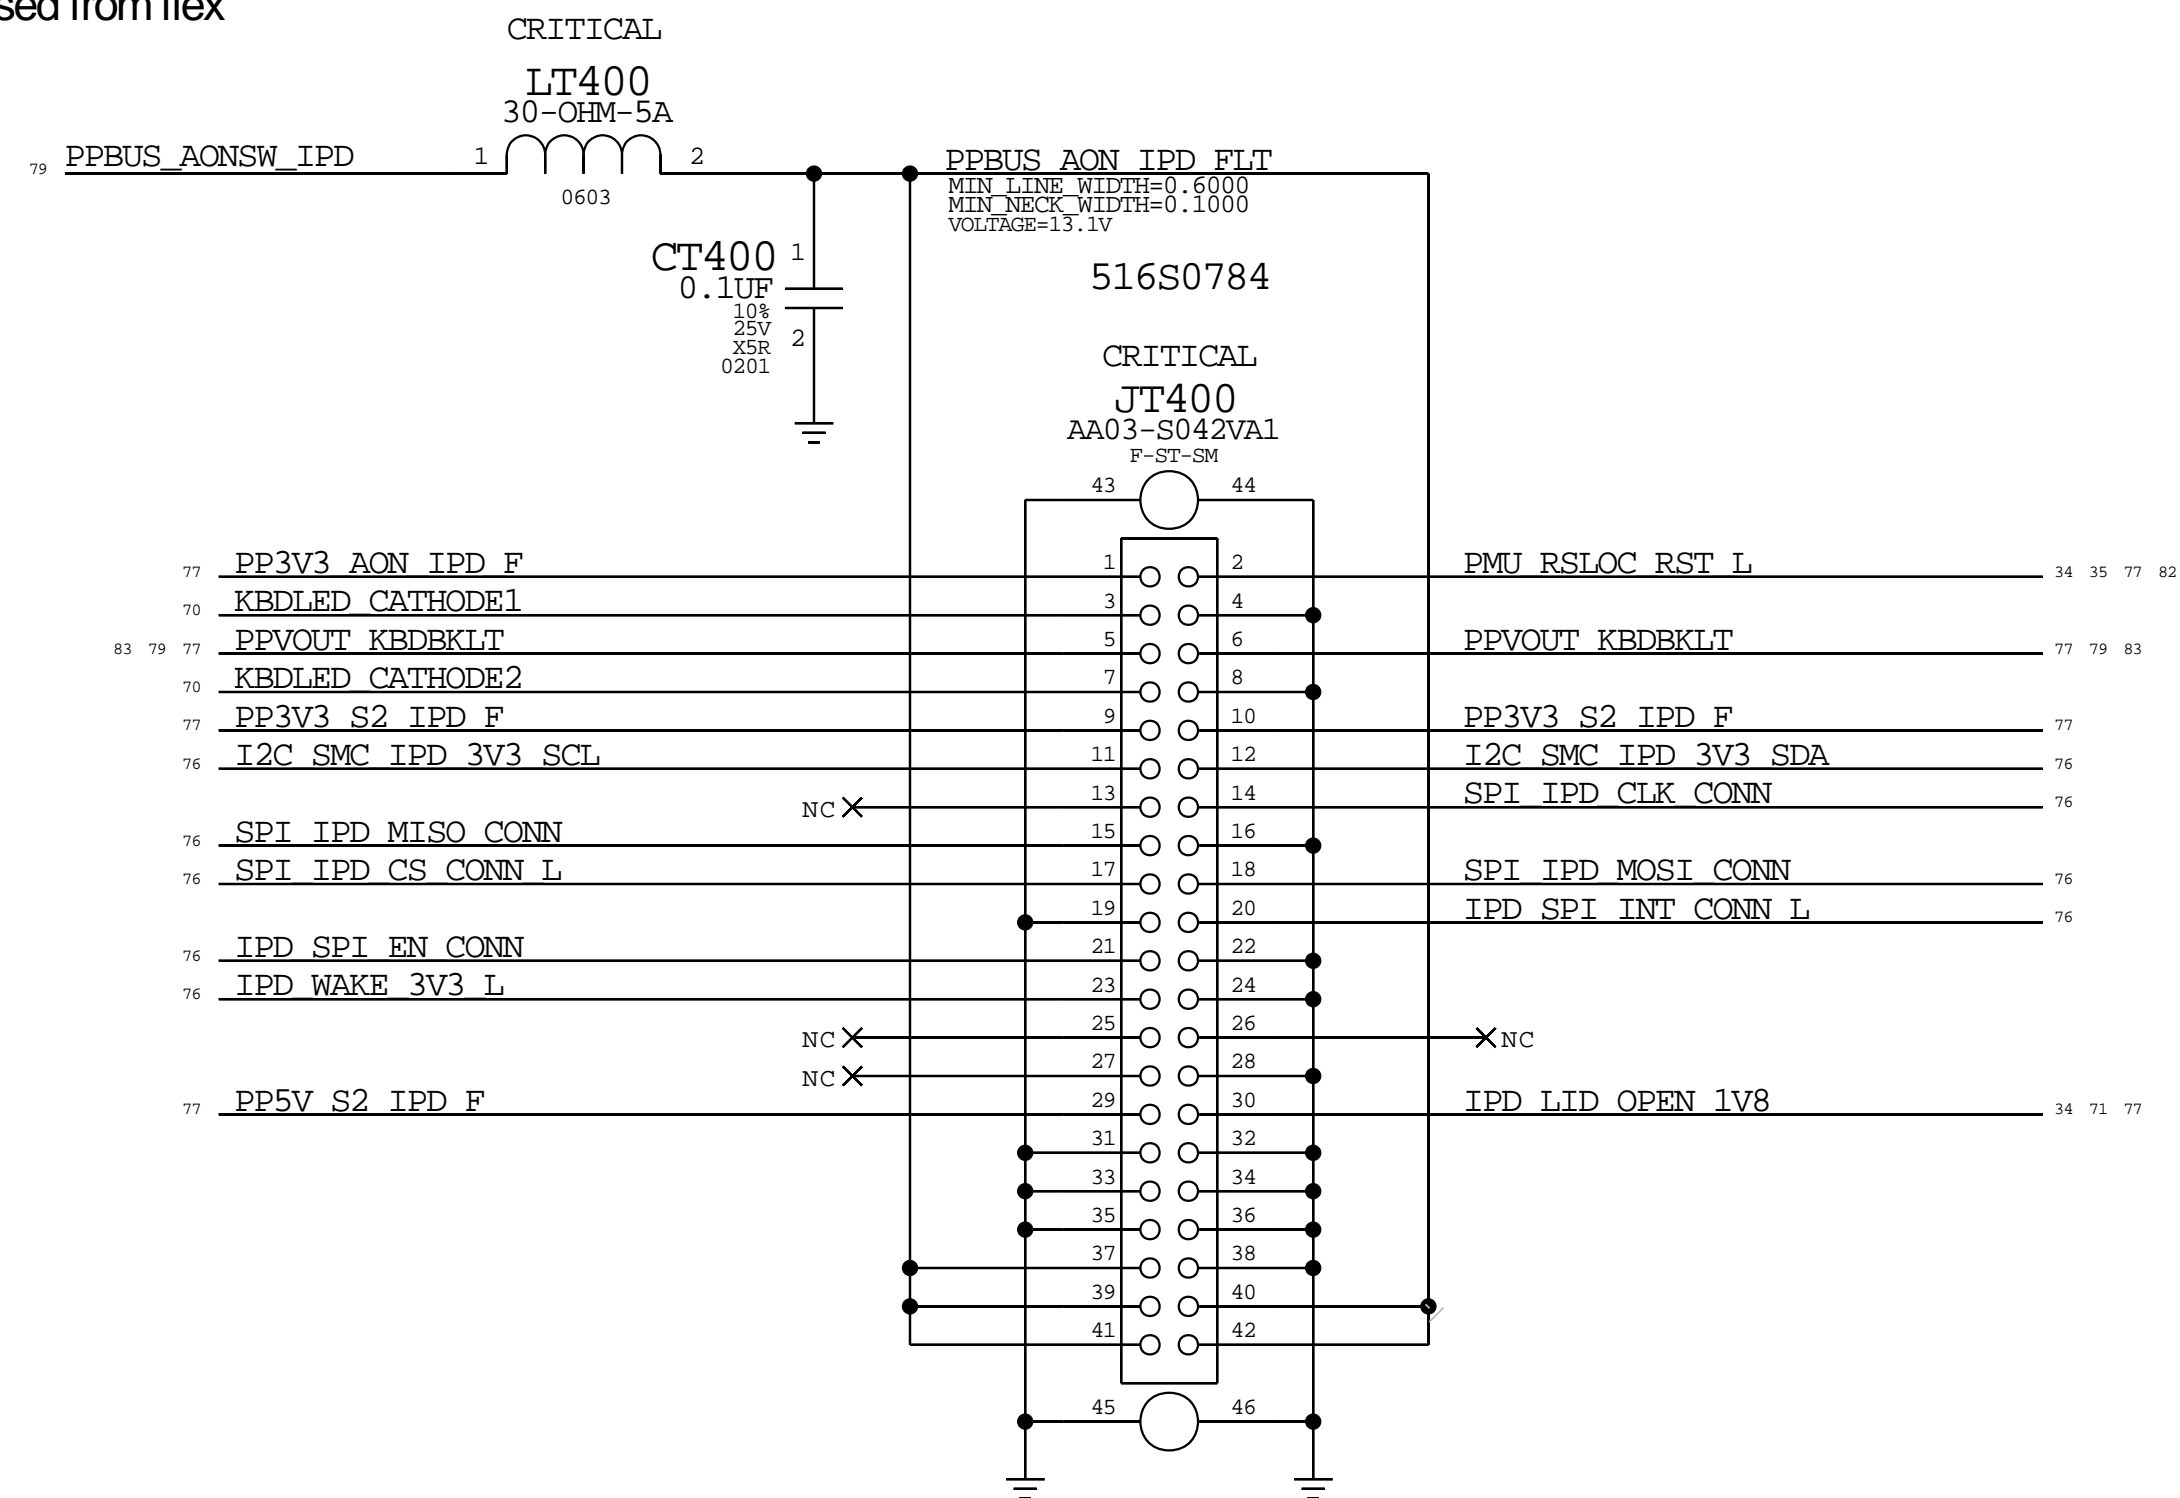 sed from flex
CRITICAL
LT400
30-OHM-5A
79 PPBUS_AONSW_IPD 1 2
0603
PPBUS_AON_IPD_FLT
MIN_LINE_WIDTH=0.6000
MIN_NECK_WIDTH=0.1000
VOLTAGE=13.1V
CT400 1
0.1UF
10%
25V
X5R 2
0201
516S0784
CRITICAL
JT400
AA03-S042VA1
F-ST-SM
43 44
77 PP3V3_AON_IPD_F 1 2 PMU_RSLOC_RST_L 34 35 77 82
70 KBDLED_CATHODE1 3 4
83 79 77 PPVOUT_KBDBKLT 5 6 PPVOUT_KBDBKLT 77 79 83
70 KBDLED_CATHODE2 7 8
77 PP3V3_S2_IPD_F 9 10 PP3V3_S2_IPD_F 77
76 I2C_SMC_IPD_3V3_SCL 11 12 I2C_SMC_IPD_3V3_SDA 76
NC 13 14 SPI_IPD_CLK_CONN 76
76 SPI_IPD_MISO_CONN 15 16
76 SPI_IPD_CS_CONN_L 17 18 SPI_IPD_MOSI_CONN 76
19 20 IPD_SPI_INT_CONN_L 76
76 IPD_SPI_EN_CONN 21 22
76 IPD_WAKE_3V3_L 23 24
NC 25 26 NC
NC 27 28
77 PP5V_S2_IPD_F 29 30 IPD_LID_OPEN_1V8 34 71 77
31 32
33 34
35 36
37 38
39 40
41 42
45 46